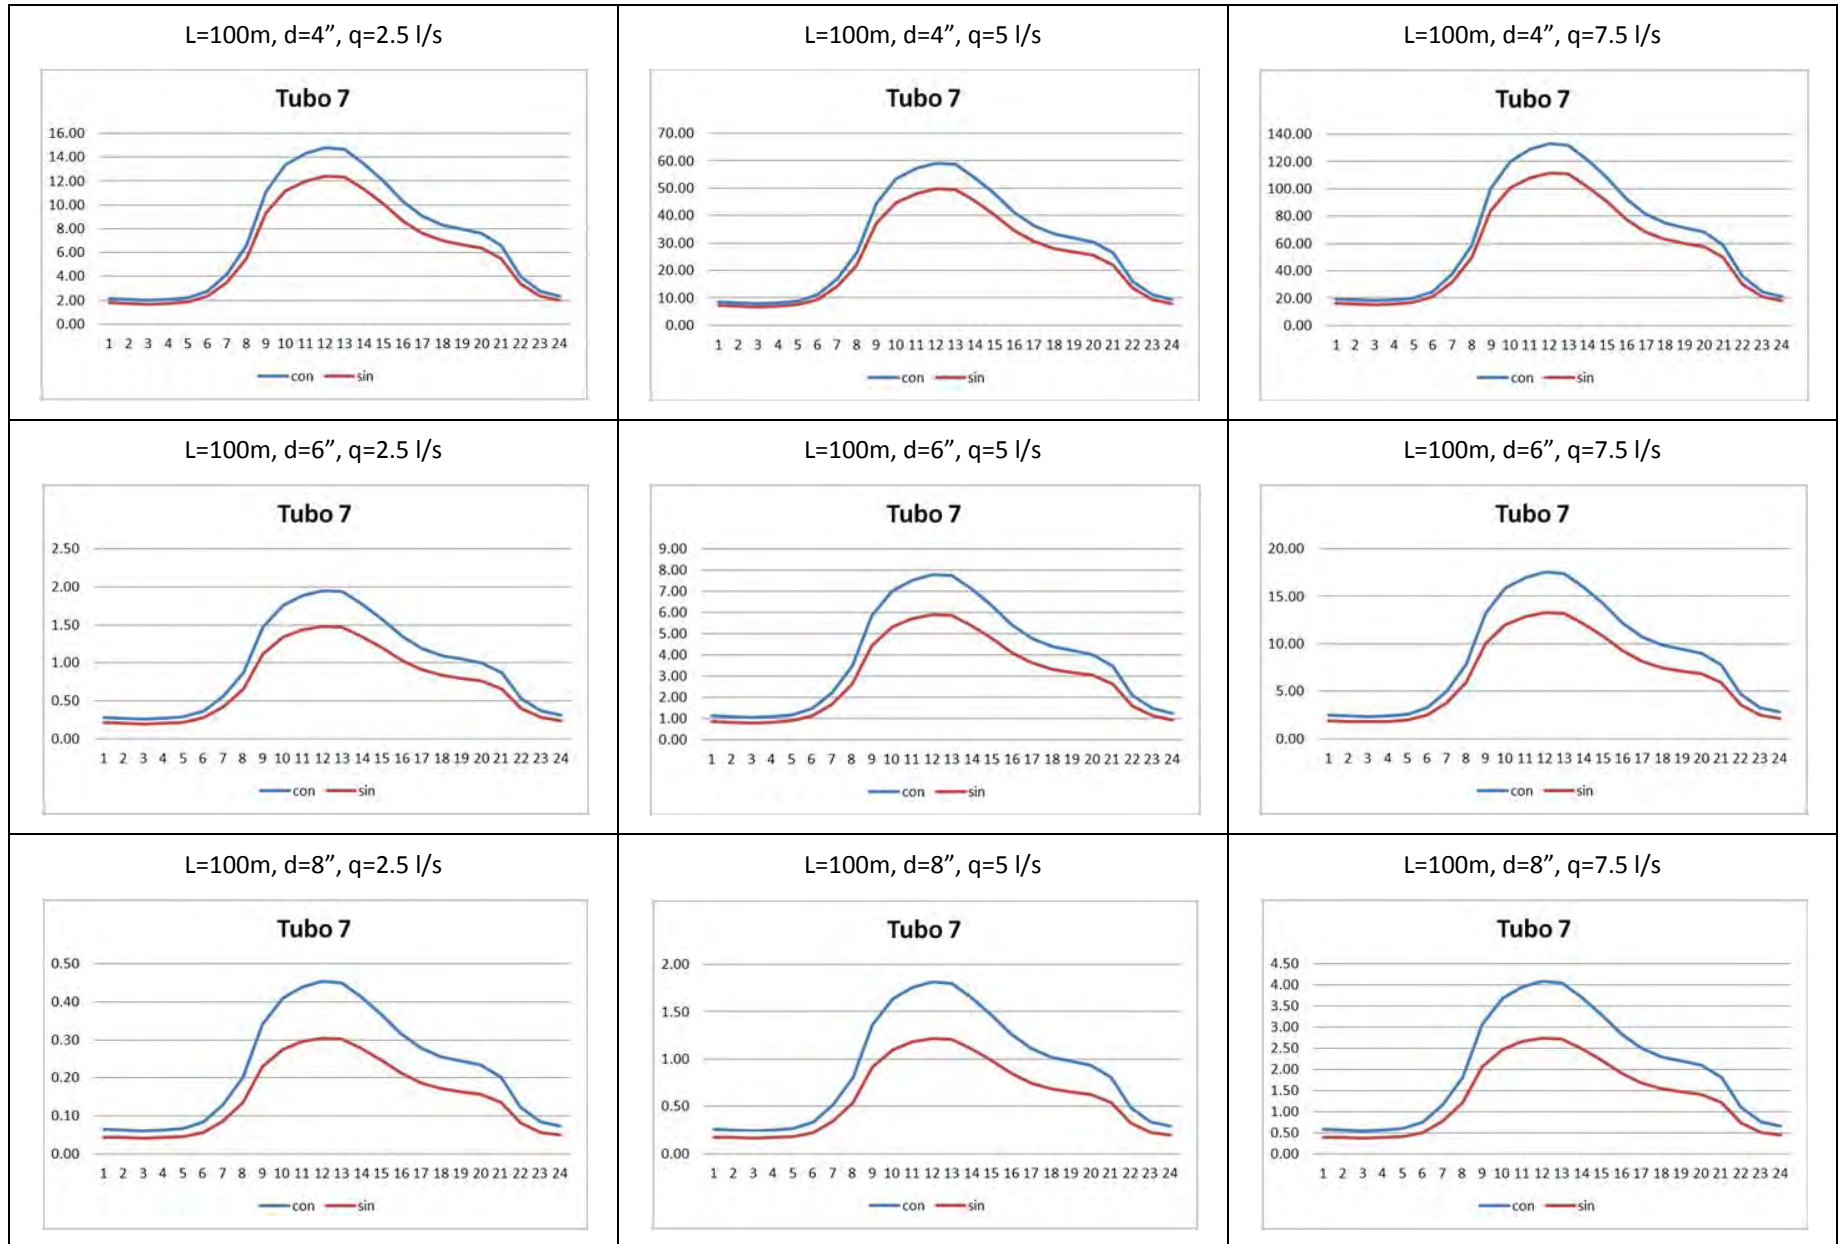 L=100m, d=4”, q=2.5 l/s
Tubo 7
16.00
14.00
12.00
10.00
8.00
6.00
4.00
2.00
0.00
1 2 3 4 5 6 7 8 9 10 11 12 13 14 15 16 17 18 19 20 21 22 23 24
con sin
L=100m, d=4”, q=5 l/s
Tubo 7
70.00
60.00
50.00
40.00
30.00
20.00
10.00
0.00
1 2 3 4 5 6 7 8 9 10 11 12 13 14 15 16 17 18 19 20 21 22 23 24
con sin
L=100m, d=4”, q=7.5 l/s
Tubo 7
140.00
120.00
100.00
80.00
60.00
40.00
20.00
0.00
1 2 3 4 5 6 7 8 9 10 11 12 13 14 15 16 17 18 19 20 21 22 23 24
con sin
L=100m, d=6”, q=2.5 l/s
Tubo 7
2.50
2.00
1.50
1.00
0.50
0.00
1 2 3 4 5 6 7 8 9 10 11 12 13 14 15 16 17 18 19 20 21 22 23 24
con sin
L=100m, d=6”, q=5 l/s
Tubo 7
9.00
8.00
7.00
6.00
5.00
4.00
3.00
2.00
1.00
0.00
1 2 3 4 5 6 7 8 9 10 11 12 13 14 15 16 17 18 19 20 21 22 23 24
con sin
L=100m, d=6”, q=7.5 l/s
Tubo 7
20.00
15.00
10.00
5.00
0.00
1 2 3 4 5 6 7 8 9 10 11 12 13 14 15 16 17 18 19 20 21 22 23 24
con sin
L=100m, d=8”, q=2.5 l/s
Tubo 7
0.50
0.40
0.30
0.20
0.10
0.00
1 2 3 4 5 6 7 8 9 10 11 12 13 14 15 16 17 18 19 20 21 22 23 24
con sin
L=100m, d=8”, q=5 l/s
Tubo 7
2.00
1.50
1.00
0.50
0.00
1 2 3 4 5 6 7 8 9 10 11 12 13 14 15 16 17 18 19 20 21 22 23 24
con sin
L=100m, d=8”, q=7.5 l/s
Tubo 7
4.50
4.00
3.50
3.00
2.50
2.00
1.50
1.00
0.50
0.00
1 2 3 4 5 6 7 8 9 10 11 12 13 14 15 16 17 18 19 20 21 22 23 24
con sin